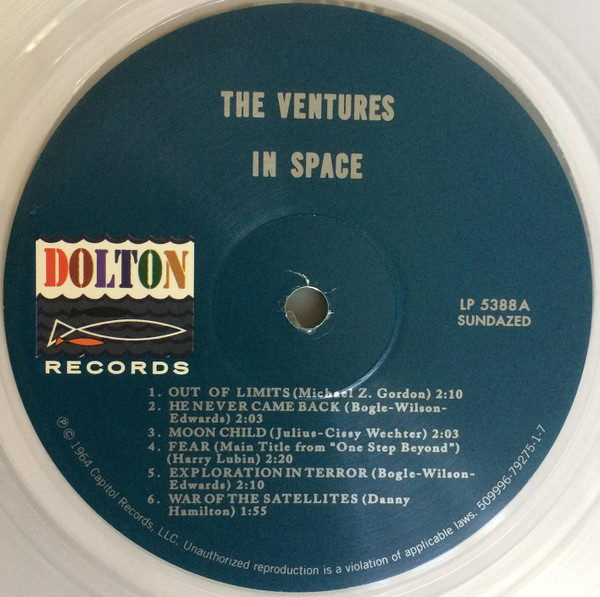 THE VENTURES
IN SPACE
DOLTON
RECORDS
LP 5388 A
SUNDAZED
1. OUT OF LIMITS (Michael Z. Gordon) 2:10
2. HE NEVER CAME BACK (Bogle-Wilson-
Edwards) 2:03
3. MOON CHILD (Julius-Cissy Wechter) 2:03
4. FEAR (Main Title from "One Step Beyond")
(Harry Lubin) 2:20
5. EXPLORATION IN TERROR (Bogle-Wilson-
Edwards) 2:10
6. WAR OF THE SATELLITES (Danny
Hamilton) 1:55
℗ © 1964 Capitol Records, LLC. Unauthorized reproduction is a violation of applicable laws. 509996-79275-1-7